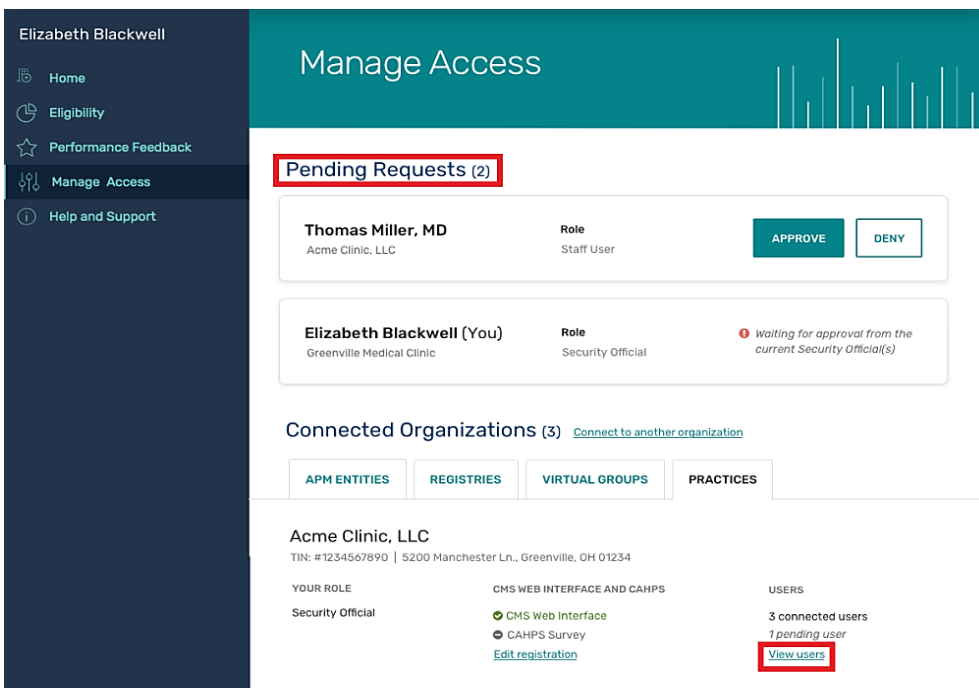 Elizabeth Blackwell
Home
Eligibility
Performance Feedback
Manage Access
Help and Support
Manage Access
Pending Requests (2)
Thomas Miller, MD
Acme Clinic, LLC
Role
Staff User
APPROVE
DENY
Elizabeth Blackwell (You)
Greenville Medical Clinic
Role
Security Official
Waiting for approval from the
current Security Official(s)
Connected Organizations (3) Connect to another organization
APM ENTITIES
REGISTRIES
VIRTUAL GROUPS
PRACTICES
Acme Clinic, LLC
TIN: #1234567890 | 5200 Manchester Ln., Greenville, OH 01234
YOUR ROLE
Security Official
CMS WEB INTERFACE AND CAHPS
CMS Web Interface
CAHPS Survey
Edit registration
USERS
3 connected users
1 pending user
View users